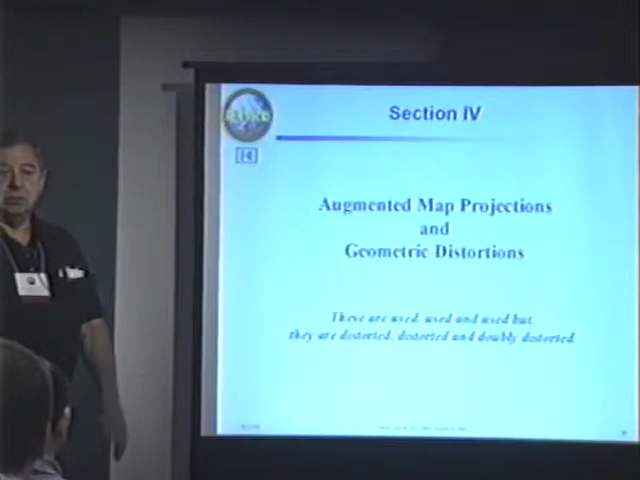 Section IV
Augmented Map Projections
and
Geometric Distortions
These are used, used and used but,
they are distorted, distorted and doubly distorted.